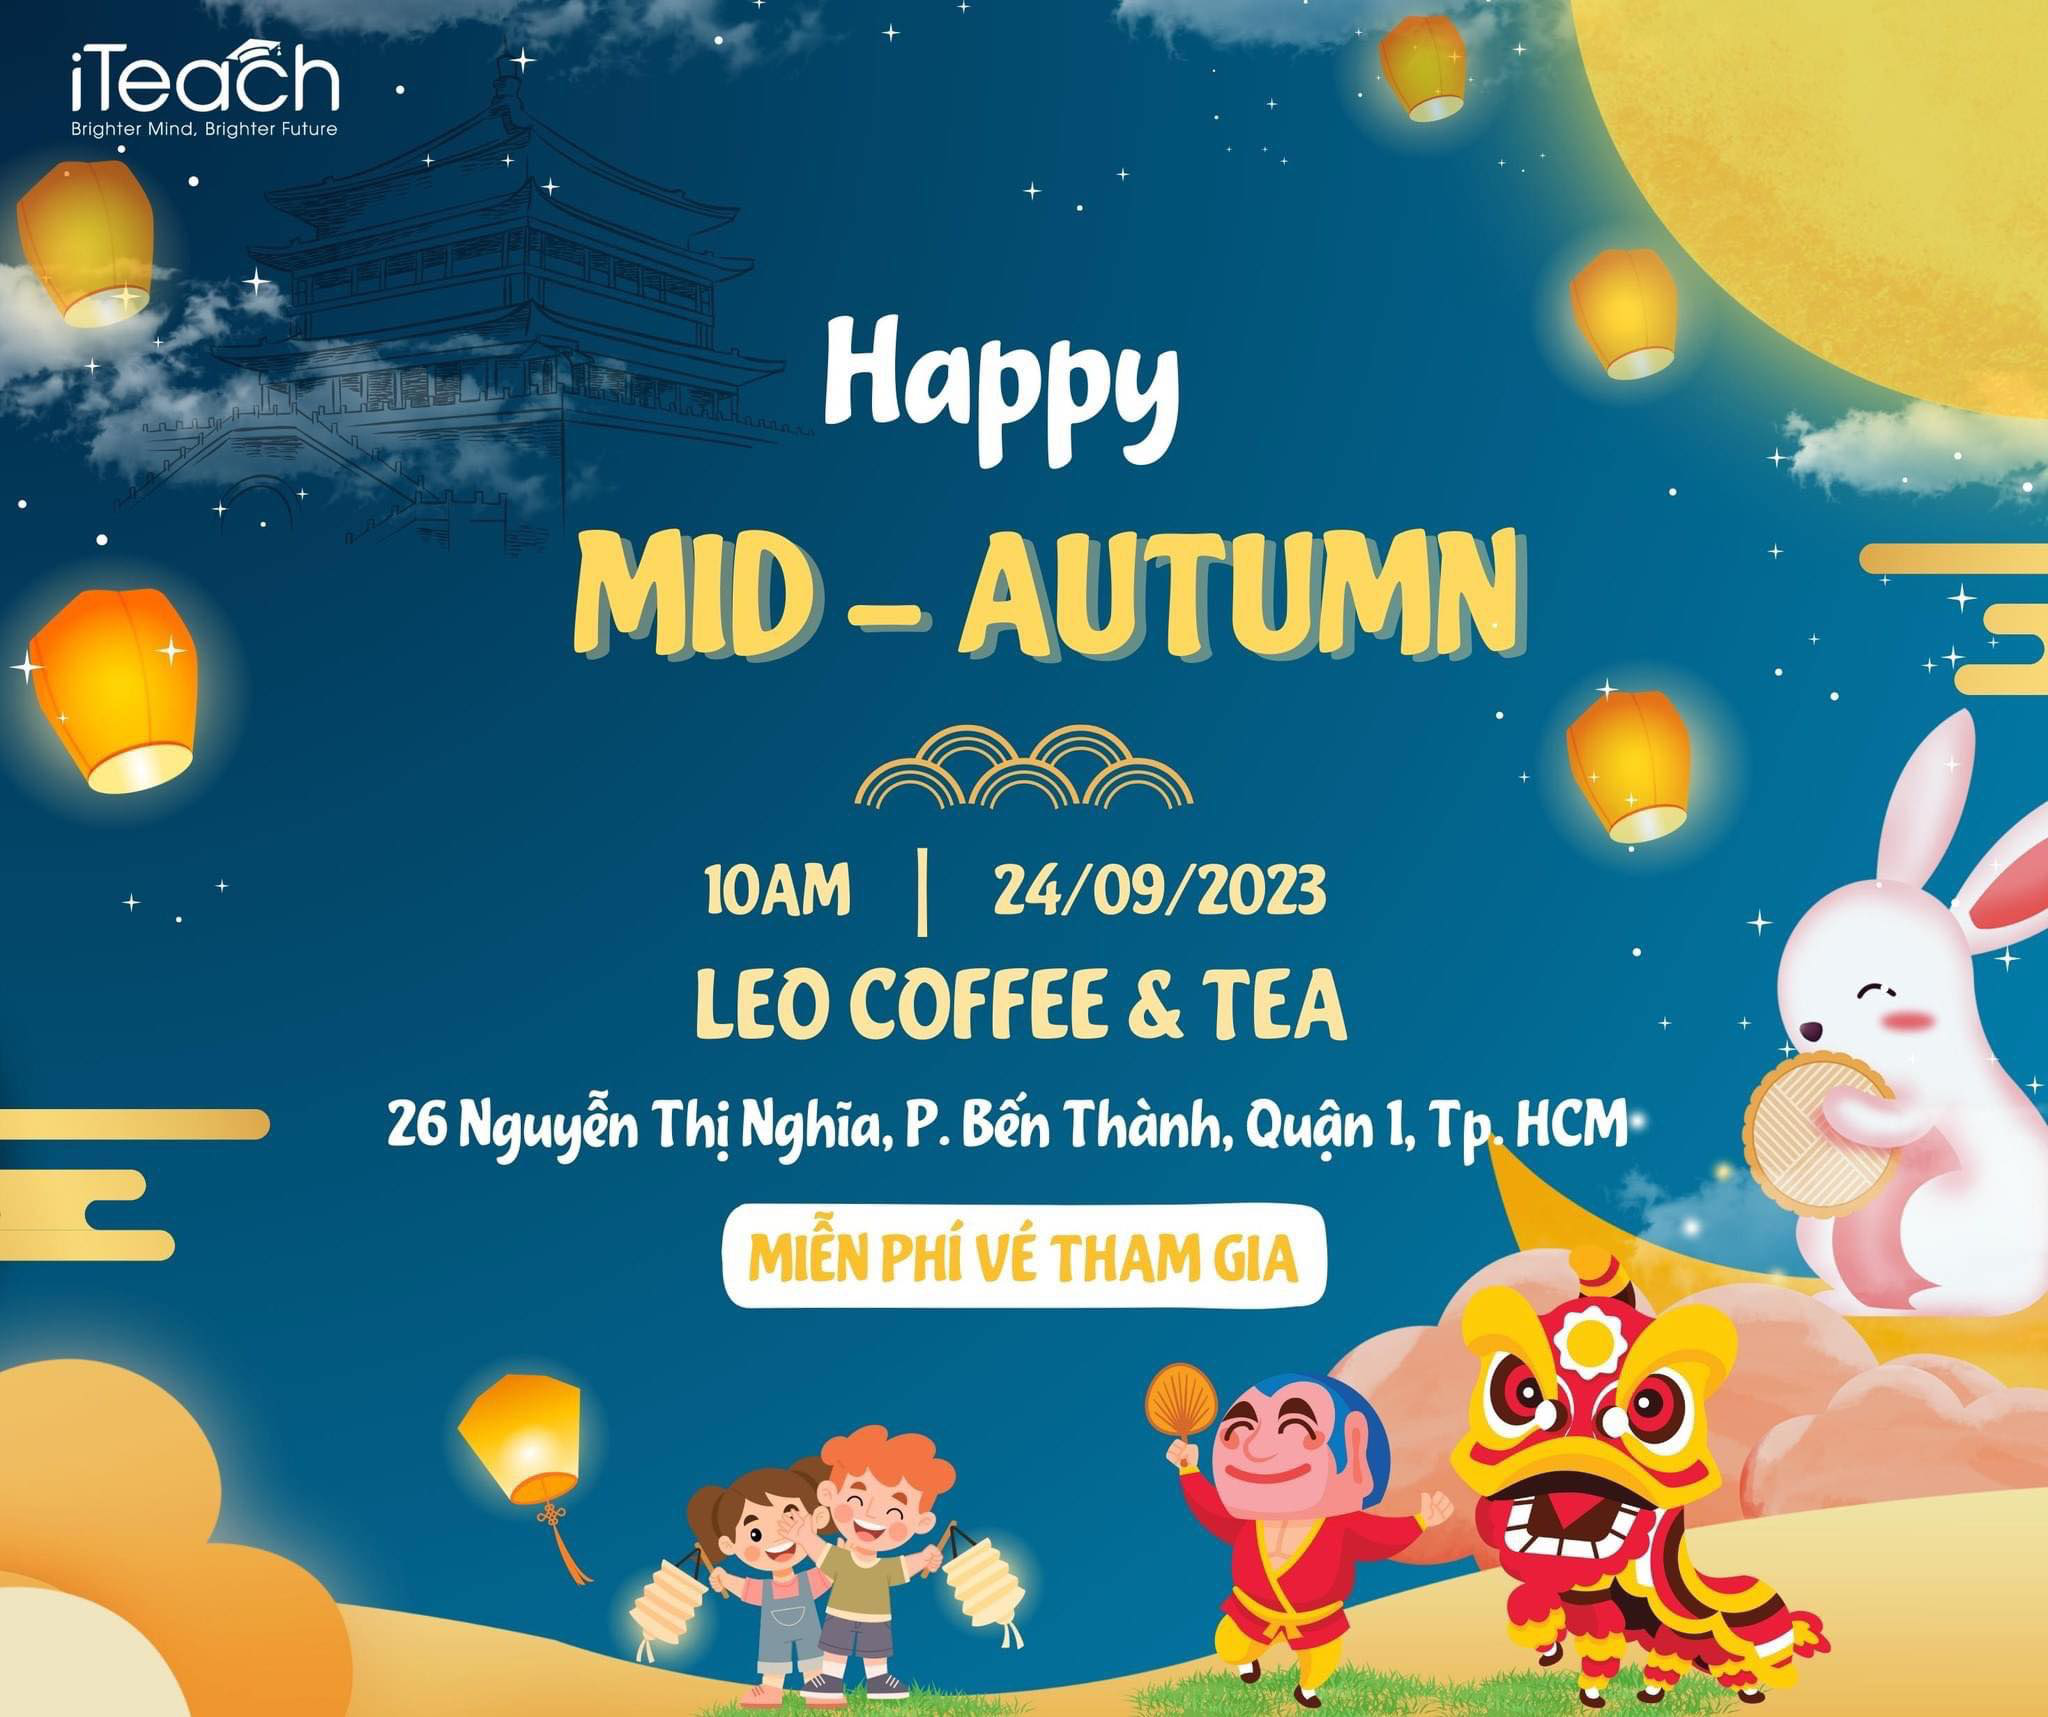 iTeach
Brighter Mind, Brighter Future
Happy
MID - AUTUMN
10AM | 24/09/2023
LEO COFFEE & TEA
26 Nguyễn Thị Nghĩa, P. Bến Thành, Quận 1, Tp. HCM
MIỄN PHÍ VÉ THAM GIA